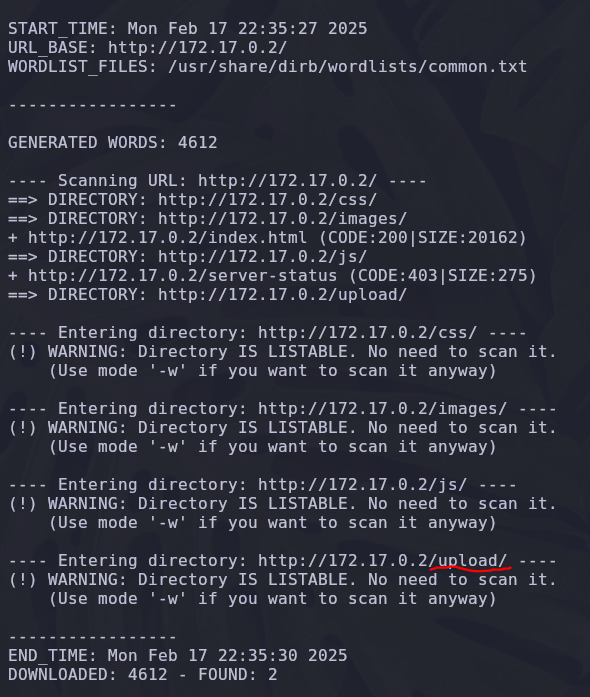 START_TIME: Mon Feb 17 22:35:27 2025
URL_BASE: http://172.17.0.2/
WORDLIST_FILES: /usr/share/dirb/wordlists/common.txt
-----------------
GENERATED WORDS: 4612
---- Scanning URL: http://172.17.0.2/ ----
==> DIRECTORY: http://172.17.0.2/css/
==> DIRECTORY: http://172.17.0.2/images/
+ http://172.17.0.2/index.html (CODE:200|SIZE:20162)
==> DIRECTORY: http://172.17.0.2/js/
+ http://172.17.0.2/server-status (CODE:403|SIZE:275)
==> DIRECTORY: http://172.17.0.2/upload/
---- Entering directory: http://172.17.0.2/css/ ----
(!) WARNING: Directory IS LISTABLE. No need to scan it.
(Use mode '-w' if you want to scan it anyway)
---- Entering directory: http://172.17.0.2/images/ ----
(!) WARNING: Directory IS LISTABLE. No need to scan it.
(Use mode '-w' if you want to scan it anyway)
---- Entering directory: http://172.17.0.2/js/ ----
(!) WARNING: Directory IS LISTABLE. No need to scan it.
(Use mode '-w' if you want to scan it anyway)
---- Entering directory: http://172.17.0.2/upload/ ----
(!) WARNING: Directory IS LISTABLE. No need to scan it.
(Use mode '-w' if you want to scan it anyway)
-----------------
END_TIME: Mon Feb 17 22:35:30 2025
DOWNLOADED: 4612 - FOUND: 2